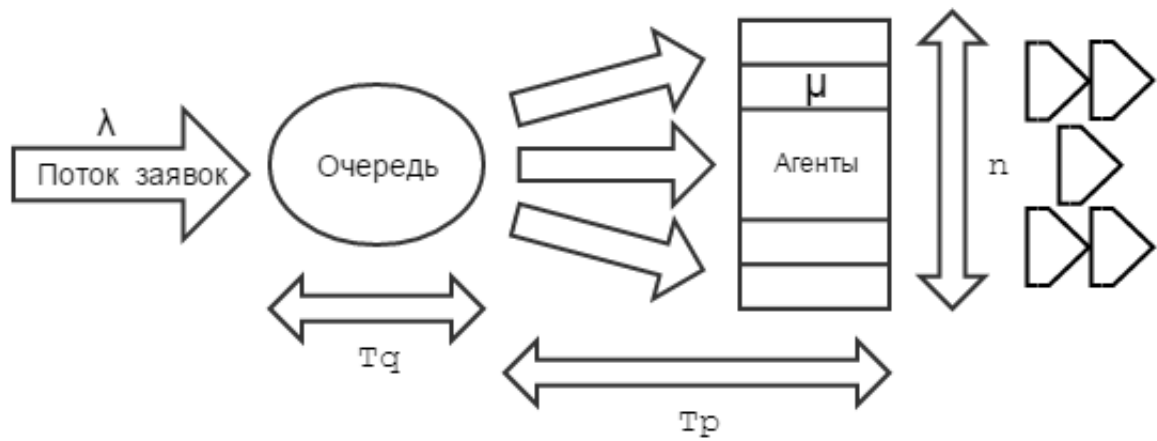 λ
Поток заявок
Очередь
Tq
μ
Агенты
n
Tp